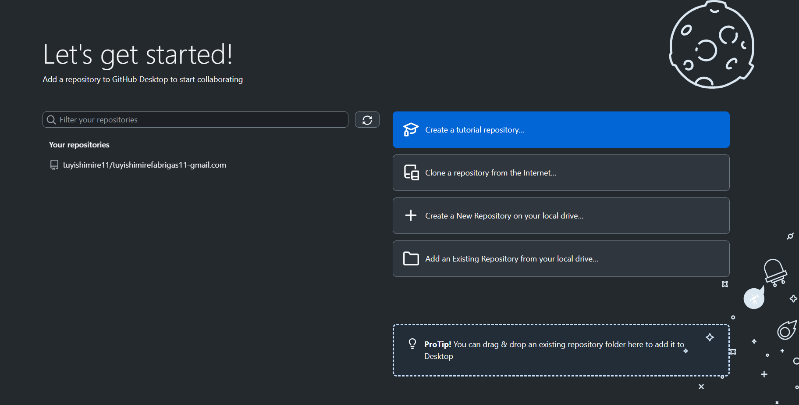 Let's get started!
Add a repository to GitHub Desktop to start collaborating
Filter your repositories
Your repositories
tuyishimire11/tuyishimirefabrigas11-gmail.com
Create a tutorial repository...
Clone a repository from the Internet...
Create a New Repository on your local drive...
Add an Existing Repository from your local drive...
ProTip! You can drag & drop an existing repository folder here to add it to
Desktop